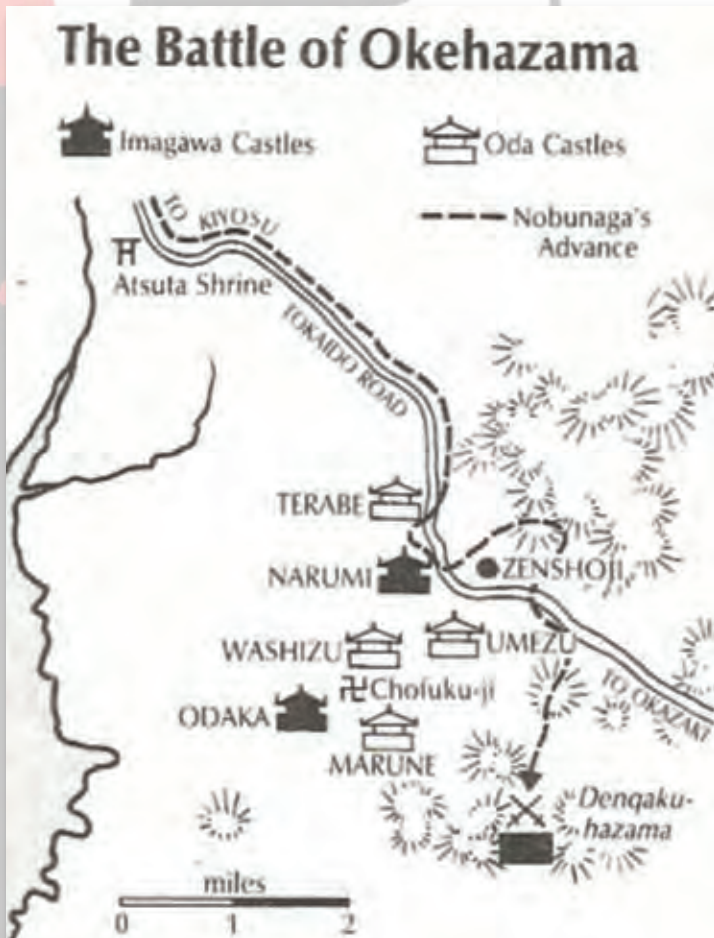 The Battle of Okehazama
Imagawa Castles
Oda Castles
Nobunaga's
Advance
TO KIYOSU
Atsuta Shrine
TOKAIDO ROAD
TERABE
NARUMI
ZENSHOJI
WASHIZU
UMEZU
卍 Chofuku-ji
ODAKA
MARUNE
TO OKAZAKI
Denqaku-
hazama
miles
0 1 2